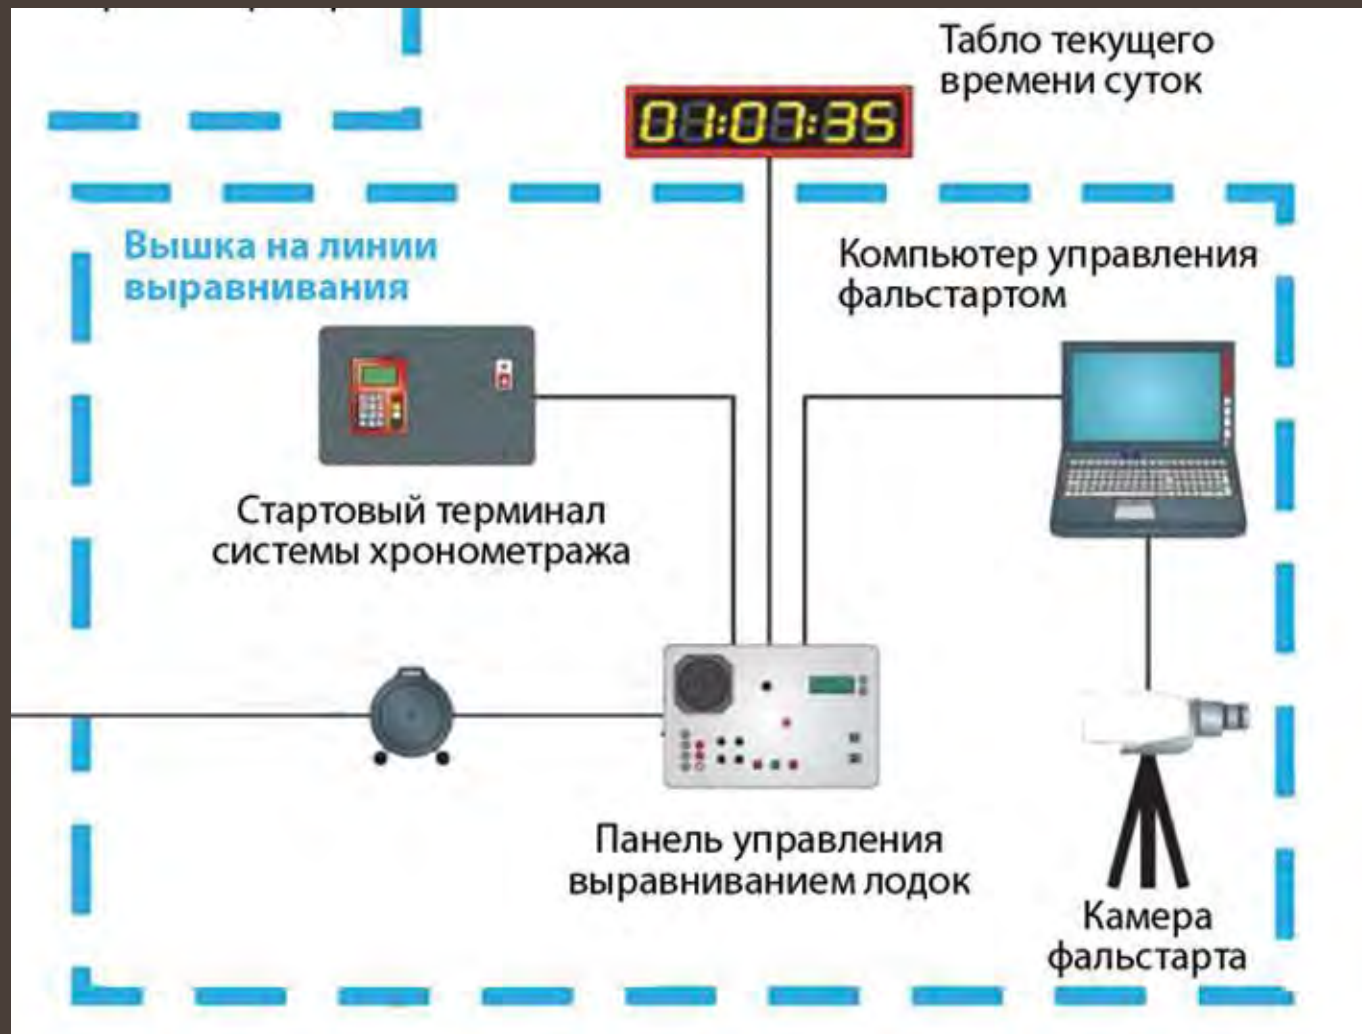 Табло текущего
времени суток
01:07:35
Вышка на линии
выравнивания
Компьютер управления
фальстартом
Стартовый терминал
системы хронометража
Панель управления
выравниванием лодок
Камера
фальстарта